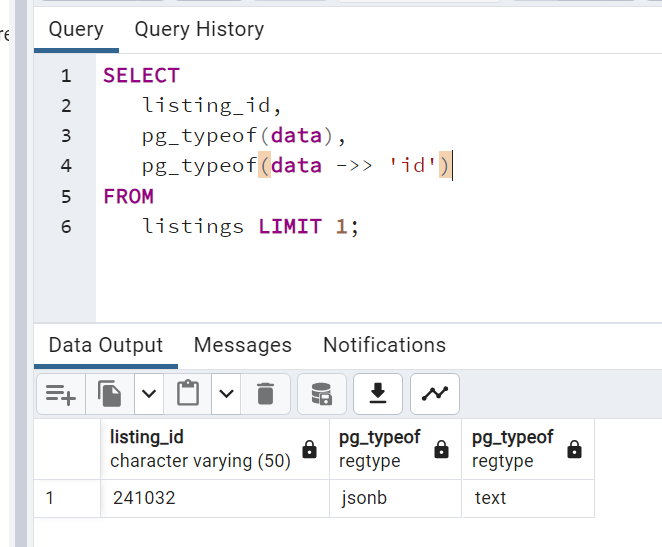 re
Query Query History
1 SELECT
2 listing_id,
3 pg_typeof(data),
4 pg_typeof(data ->> 'id')
5 FROM
6 listings LIMIT 1;
Data Output Messages Notifications
listing_id pg_typeof pg_typeof
character varying (50) regtype regtype
1 241032 jsonb text